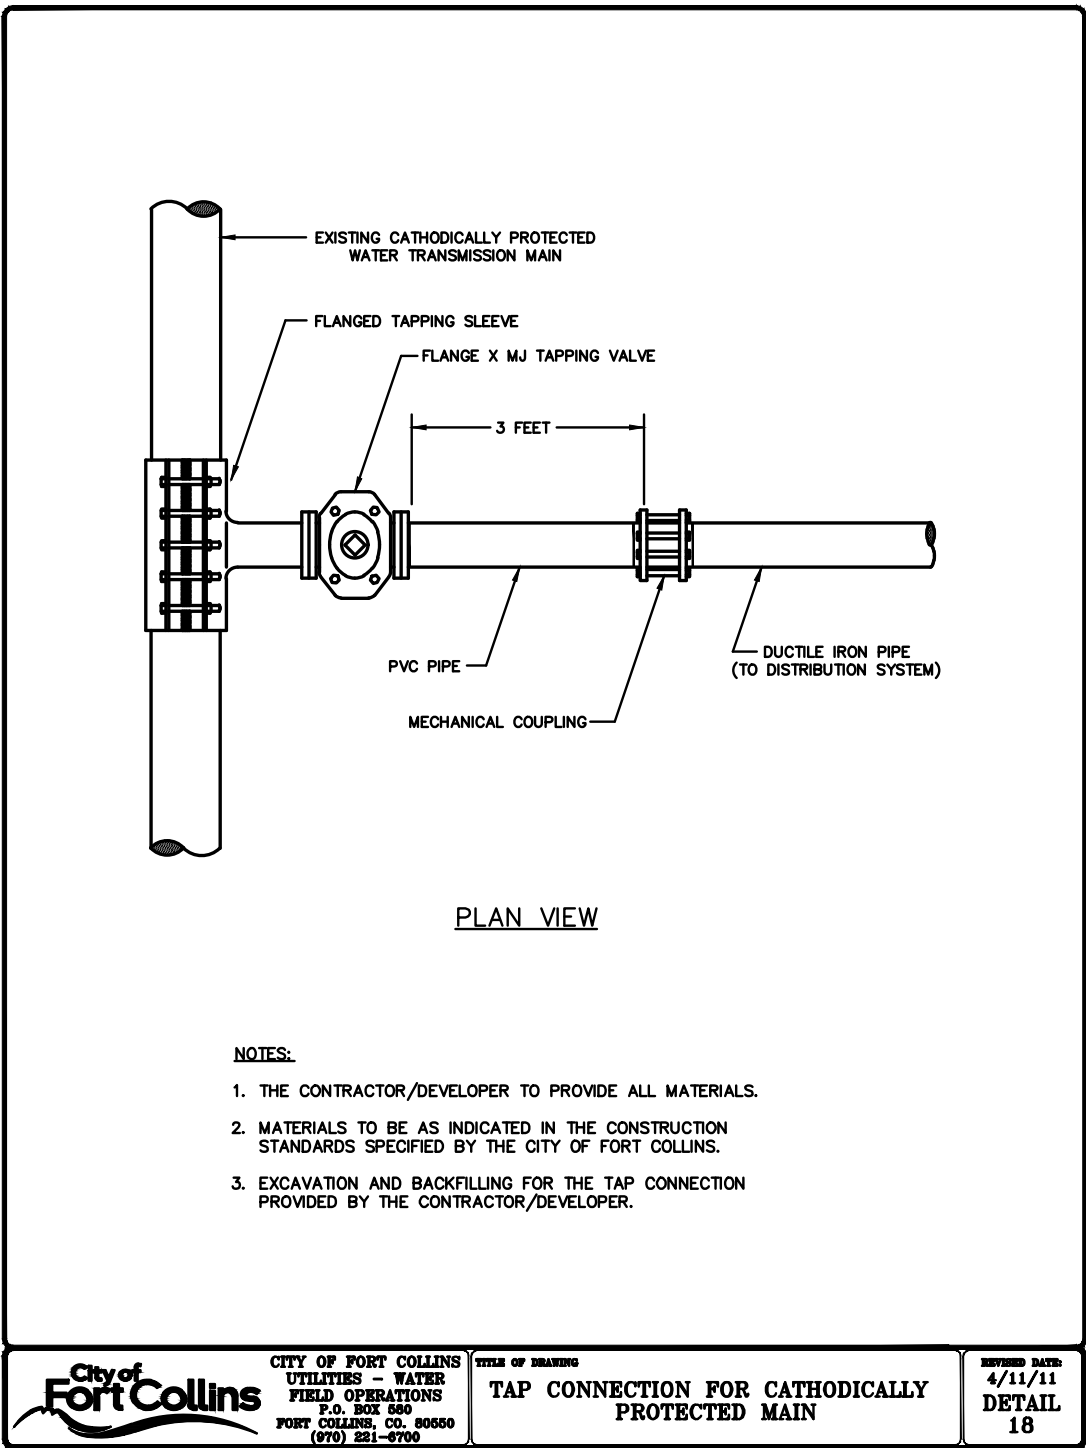 EXISTING CATHODICALLY PROTECTED
WATER TRANSMISSION MAIN
FLANGED TAPPING SLEEVE
FLANGE X MJ TAPPING VALVE
3 FEET
PVC PIPE
DUCTILE IRON PIPE
(TO DISTRIBUTION SYSTEM)
MECHANICAL COUPLING
PLAN VIEW
NOTES:
1. THE CONTRACTOR/DEVELOPER TO PROVIDE ALL MATERIALS.
2. MATERIALS TO BE AS INDICATED IN THE CONSTRUCTION
STANDARDS SPECIFIED BY THE CITY OF FORT COLLINS.
3. EXCAVATION AND BACKFILLING FOR THE TAP CONNECTION
PROVIDED BY THE CONTRACTOR/DEVELOPER.
City of
Fort Collins
CITY OF FORT COLLINS
UTILITIES - WATER
FIELD OPERATIONS
P.O. BOX 580
FORT COLLINS, CO. 80550
(970) 221-6700
TITLE OF DRAWING
TAP CONNECTION FOR CATHODICALLY
PROTECTED MAIN
REVISED DATE:
4/11/11
DETAIL
18